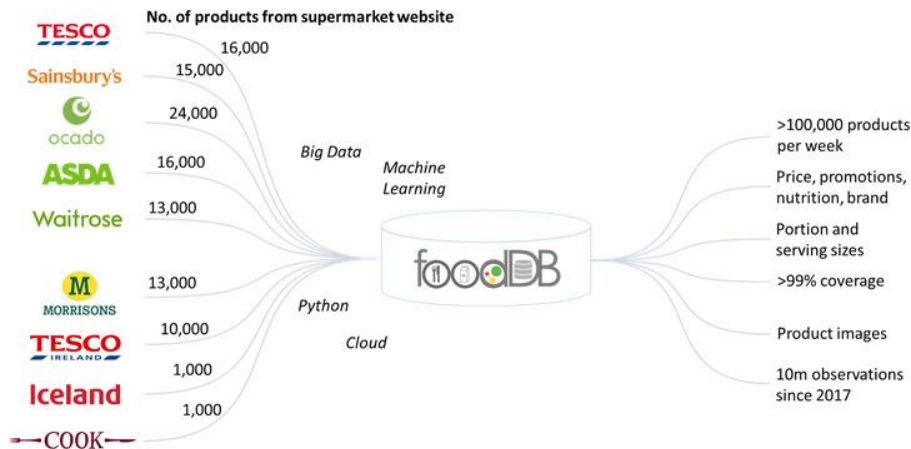 No. of products from supermarket website
TESCO
16,000
Sainsbury's
15,000
ocado
24,000
ASDA
16,000
Waitrose
13,000
M
MORRISONS
13,000
TESCO
IRELAND
10,000
Iceland
1,000
COOK
1,000
Big Data
Machine
Learning
foodDB
Python
Cloud
>100,000 products
per week
Price, promotions,
nutrition, brand
Portion and
serving sizes
>99% coverage
Product images
10m observations
since 2017